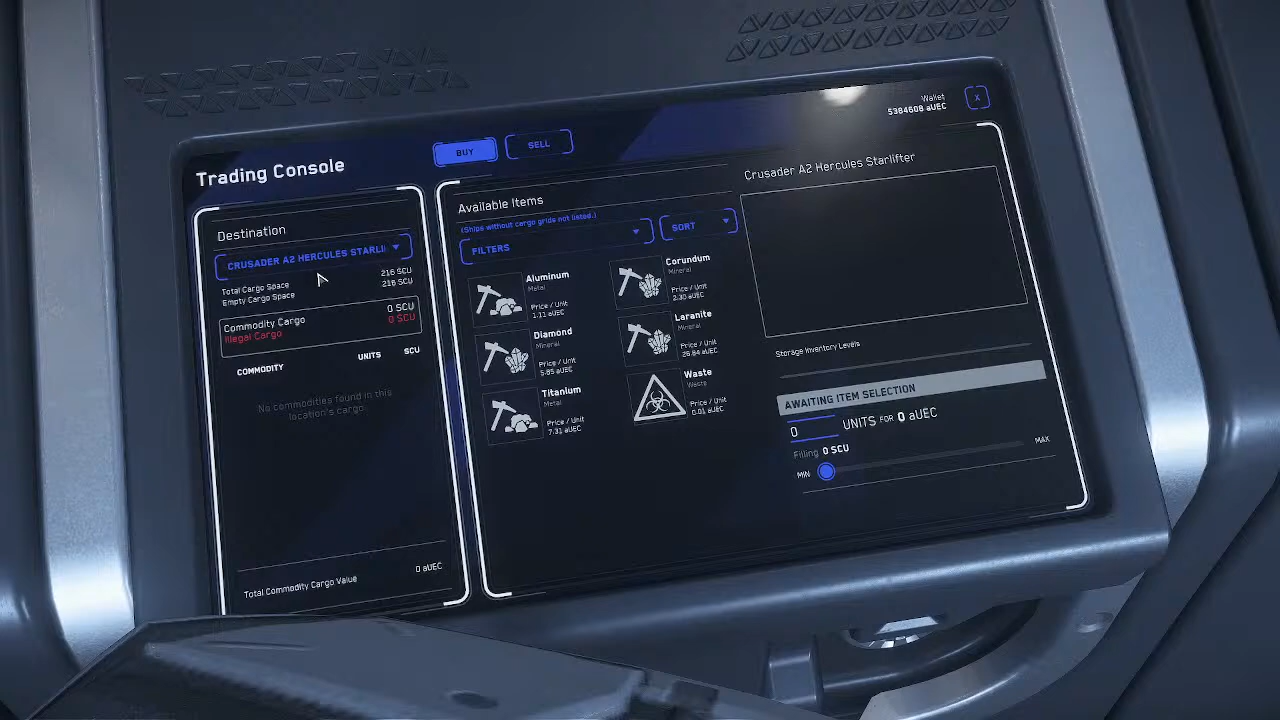 Trading Console
BUY
SELL
Wallet
5384608 aUEC
X
Destination
CRUSADER A2 HERCULES STARLI
Total Cargo Space 216 SCU
Empty Cargo Space 216 SCU
Commodity Cargo 0 SCU
Illegal Cargo 0 SCU
COMMODITY UNITS SCU
No commodities found in this
location's cargo.
Total Commodity Cargo Value 0 aUEC
Available Items
(Ships without cargo grids not listed.)
FILTERS
SORT
Aluminum
Metal
Price / Unit
1.11 aUEC
Corundum
Mineral
Price / Unit
2.30 aUEC
Diamond
Mineral
Price / Unit
5.85 aUEC
Laranite
Mineral
Price / Unit
26.84 aUEC
Titanium
Metal
Price / Unit
7.31 aUEC
Waste
Waste
Price / Unit
0.01 aUEC
Crusader A2 Hercules Starlifter
Storage Inventory Levels
AWAITING ITEM SELECTION
0 UNITS FOR 0 aUEC
Filling 0 SCU
MIN
MAX